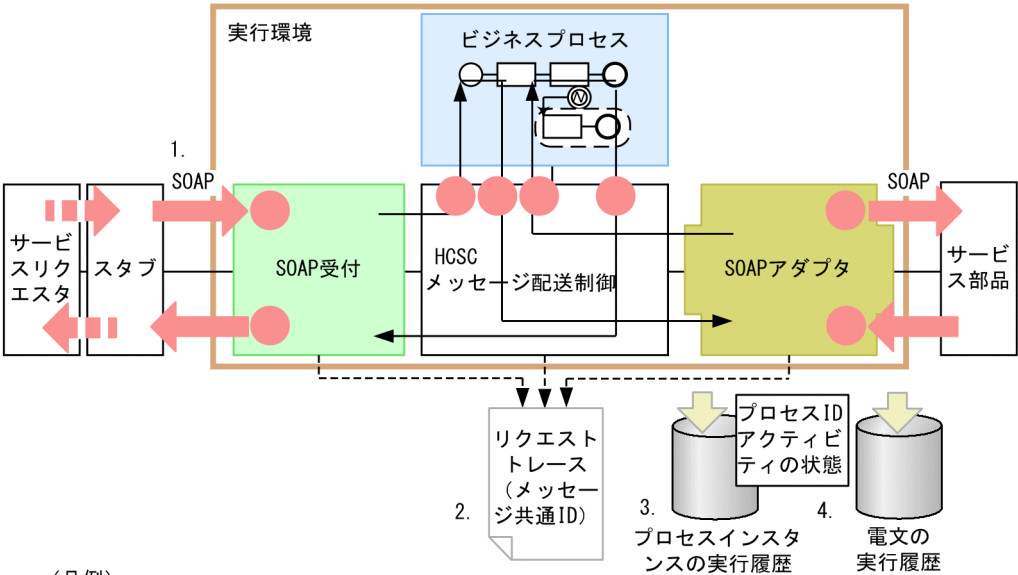 実行環境
ビジネスプロセス
1.
SOAP
SOAP
サービ
スリク
エスタ
スタブ
SOAP受付
HCSC
メッセージ配送制御
SOAPアダプタ
サービ
ス部品
リクエスト
トレース
（メッセー
ジ共通ID）
2.
プロセスID
アクティビ
ティの状態
3.
プロセスインスタ
ンスの実行履歴
4.
電文の
実行履歴
（凡例）